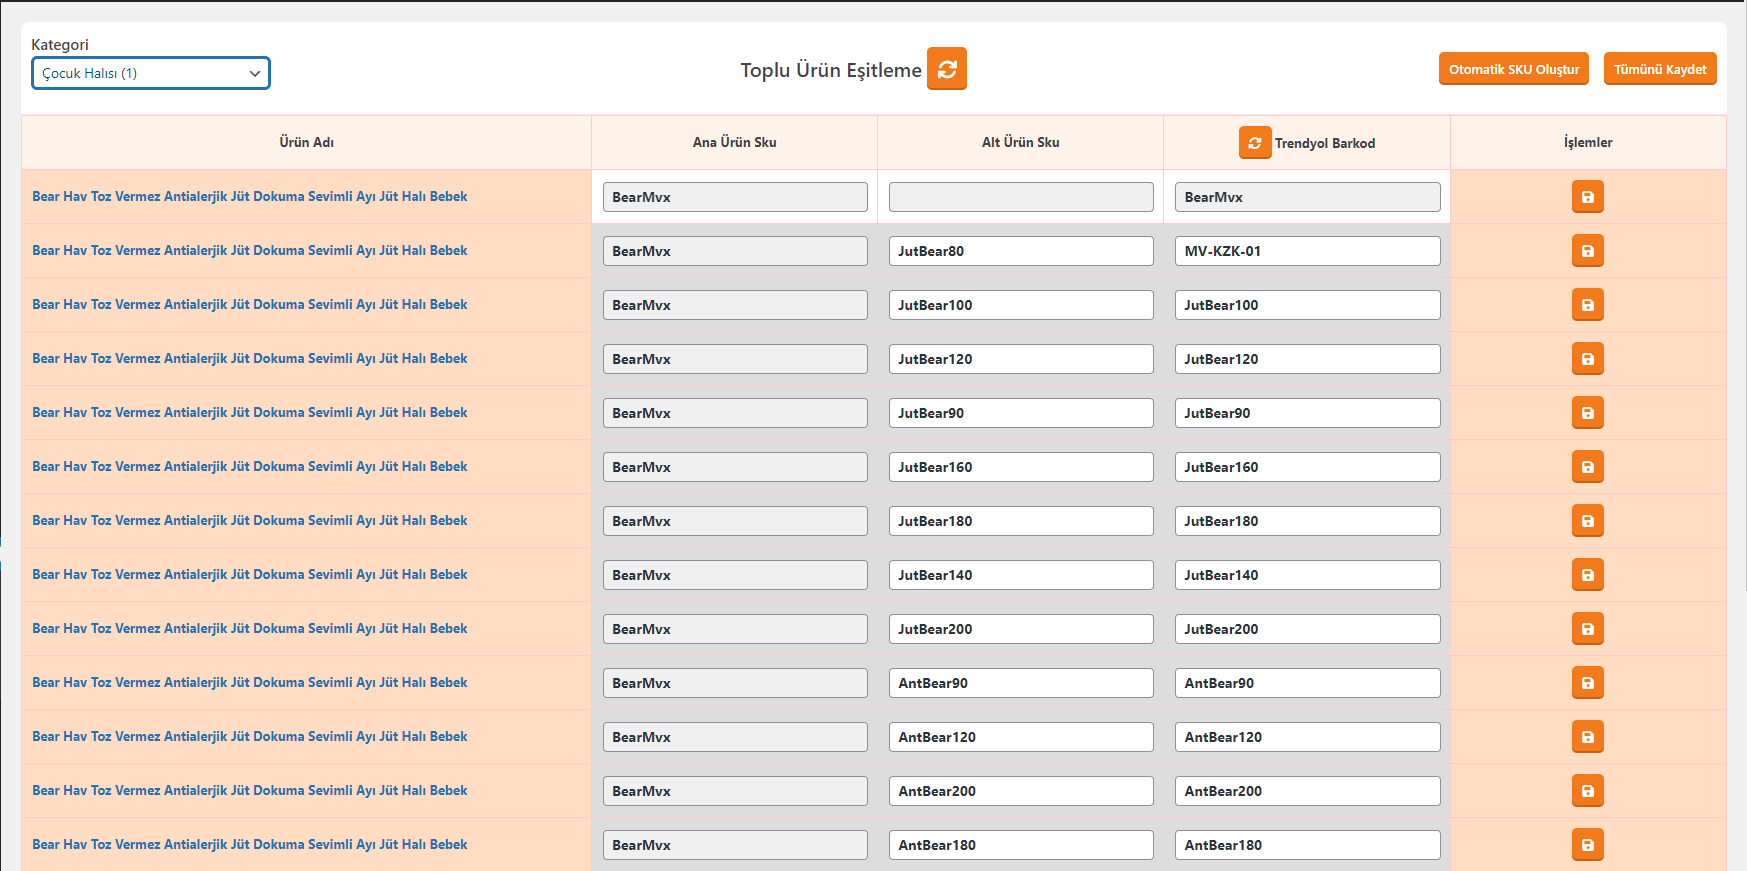 Kategori
Çocuk Halısı (1)
Toplu Ürün Eşitleme
Otomatik SKU Oluştur
Tümünü Kaydet
Ürün Adı Ana Ürün Sku Alt Ürün Sku Trendyol Barkod İşlemler
Bear Hav Toz Vermez Antialerjik Jüt Dokuma Sevimli Ayı Jüt Halı Bebek BearMvx BearMvx
Bear Hav Toz Vermez Antialerjik Jüt Dokuma Sevimli Ayı Jüt Halı Bebek BearMvx JutBear80 MV-KZK-01
Bear Hav Toz Vermez Antialerjik Jüt Dokuma Sevimli Ayı Jüt Halı Bebek BearMvx JutBear100 JutBear100
Bear Hav Toz Vermez Antialerjik Jüt Dokuma Sevimli Ayı Jüt Halı Bebek BearMvx JutBear120 JutBear120
Bear Hav Toz Vermez Antialerjik Jüt Dokuma Sevimli Ayı Jüt Halı Bebek BearMvx JutBear90 JutBear90
Bear Hav Toz Vermez Antialerjik Jüt Dokuma Sevimli Ayı Jüt Halı Bebek BearMvx JutBear160 JutBear160
Bear Hav Toz Vermez Antialerjik Jüt Dokuma Sevimli Ayı Jüt Halı Bebek BearMvx JutBear180 JutBear180
Bear Hav Toz Vermez Antialerjik Jüt Dokuma Sevimli Ayı Jüt Halı Bebek BearMvx JutBear140 JutBear140
Bear Hav Toz Vermez Antialerjik Jüt Dokuma Sevimli Ayı Jüt Halı Bebek BearMvx JutBear200 JutBear200
Bear Hav Toz Vermez Antialerjik Jüt Dokuma Sevimli Ayı Jüt Halı Bebek BearMvx AntBear90 AntBear90
Bear Hav Toz Vermez Antialerjik Jüt Dokuma Sevimli Ayı Jüt Halı Bebek BearMvx AntBear120 AntBear120
Bear Hav Toz Vermez Antialerjik Jüt Dokuma Sevimli Ayı Jüt Halı Bebek BearMvx AntBear200 AntBear200
Bear Hav Toz Vermez Antialerjik Jüt Dokuma Sevimli Ayı Jüt Halı Bebek BearMvx AntBear180 AntBear180